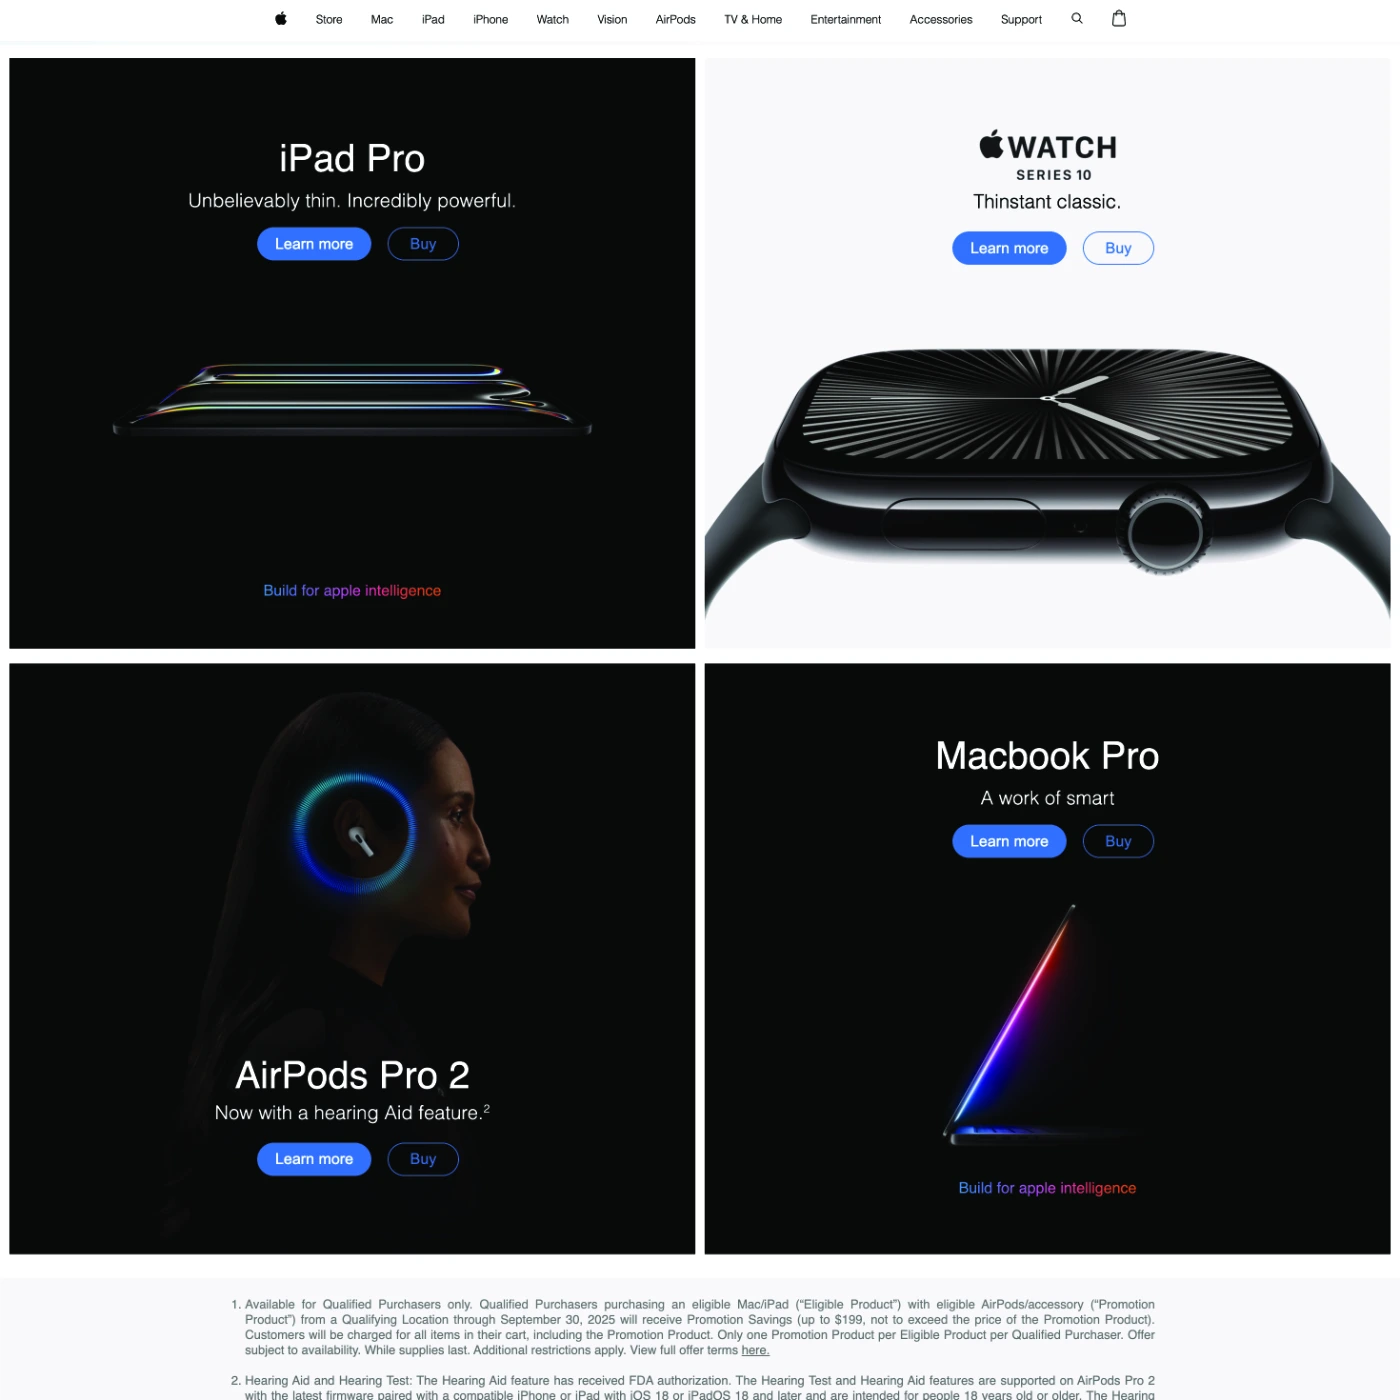 Store Mac iPad iPhone Watch Vision AirPods TV & Home Entertainment Accessories Support
iPad Pro
Unbelievably thin. Incredibly powerful.
Learn more Buy
Build for apple intelligence
WATCH
SERIES 10
Thinstant classic.
Learn more Buy
AirPods Pro 2
Now with a hearing Aid feature.²
Learn more Buy
Macbook Pro
A work of smart
Learn more Buy
Build for apple intelligence
1. Available for Qualified Purchasers only. Qualified Purchasers purchasing an eligible Mac/iPad (“Eligible Product”) with eligible AirPods/accessory (“Promotion
Product”) from a Qualifying Location through September 30, 2025 will receive Promotion Savings (up to $199, not to exceed the price of the Promotion Product).
Customers will be charged for all items in their cart, including the Promotion Product. Only one Promotion Product per Eligible Product per Qualified Purchaser. Offer
subject to availability. While supplies last. Additional restrictions apply. View full offer terms here.
2. Hearing Aid and Hearing Test: The Hearing Aid feature has received FDA authorization. The Hearing Test and Hearing Aid features are supported on AirPods Pro 2
with the latest firmware paired with a compatible iPhone or iPad with iOS 18 or iPadOS 18 and later and are intended for people 18 years old or older. The Hearing